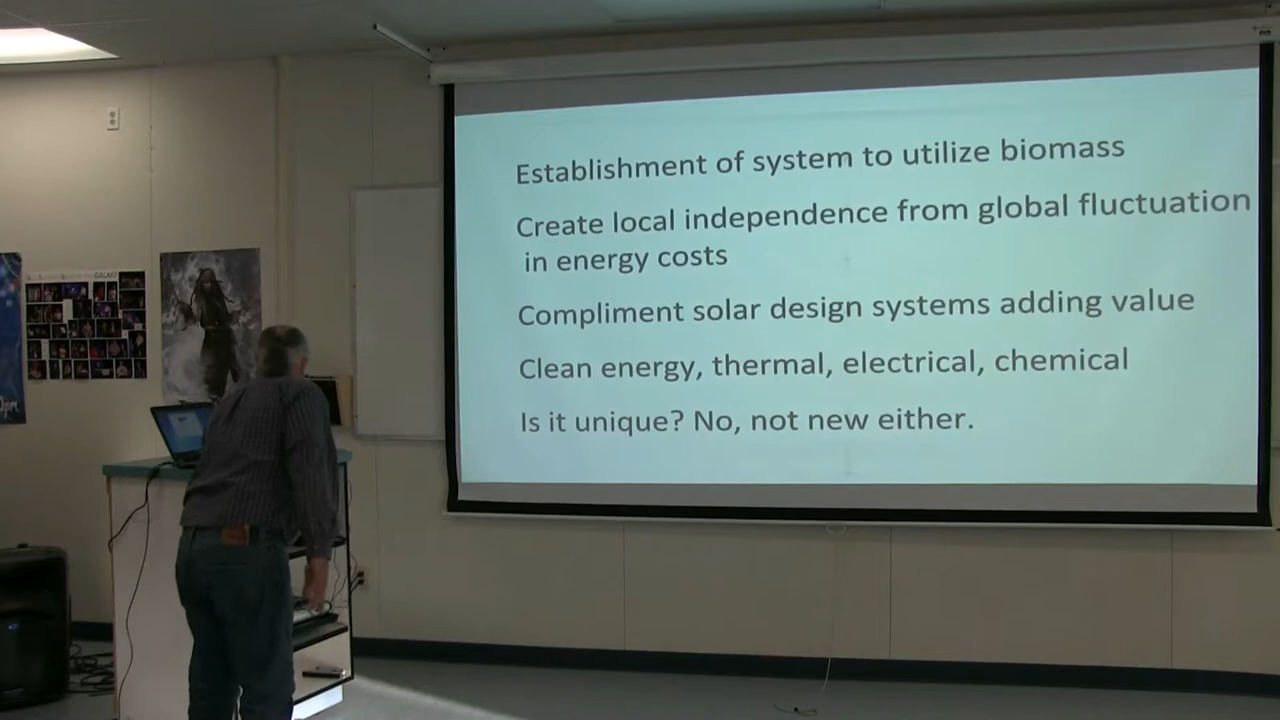 Establishment of system to utilize biomass
Create local independence from global fluctuation
in energy costs
Compliment solar design systems adding value
Clean energy, thermal, electrical, chemical
Is it unique? No, not new either.
GALAXY